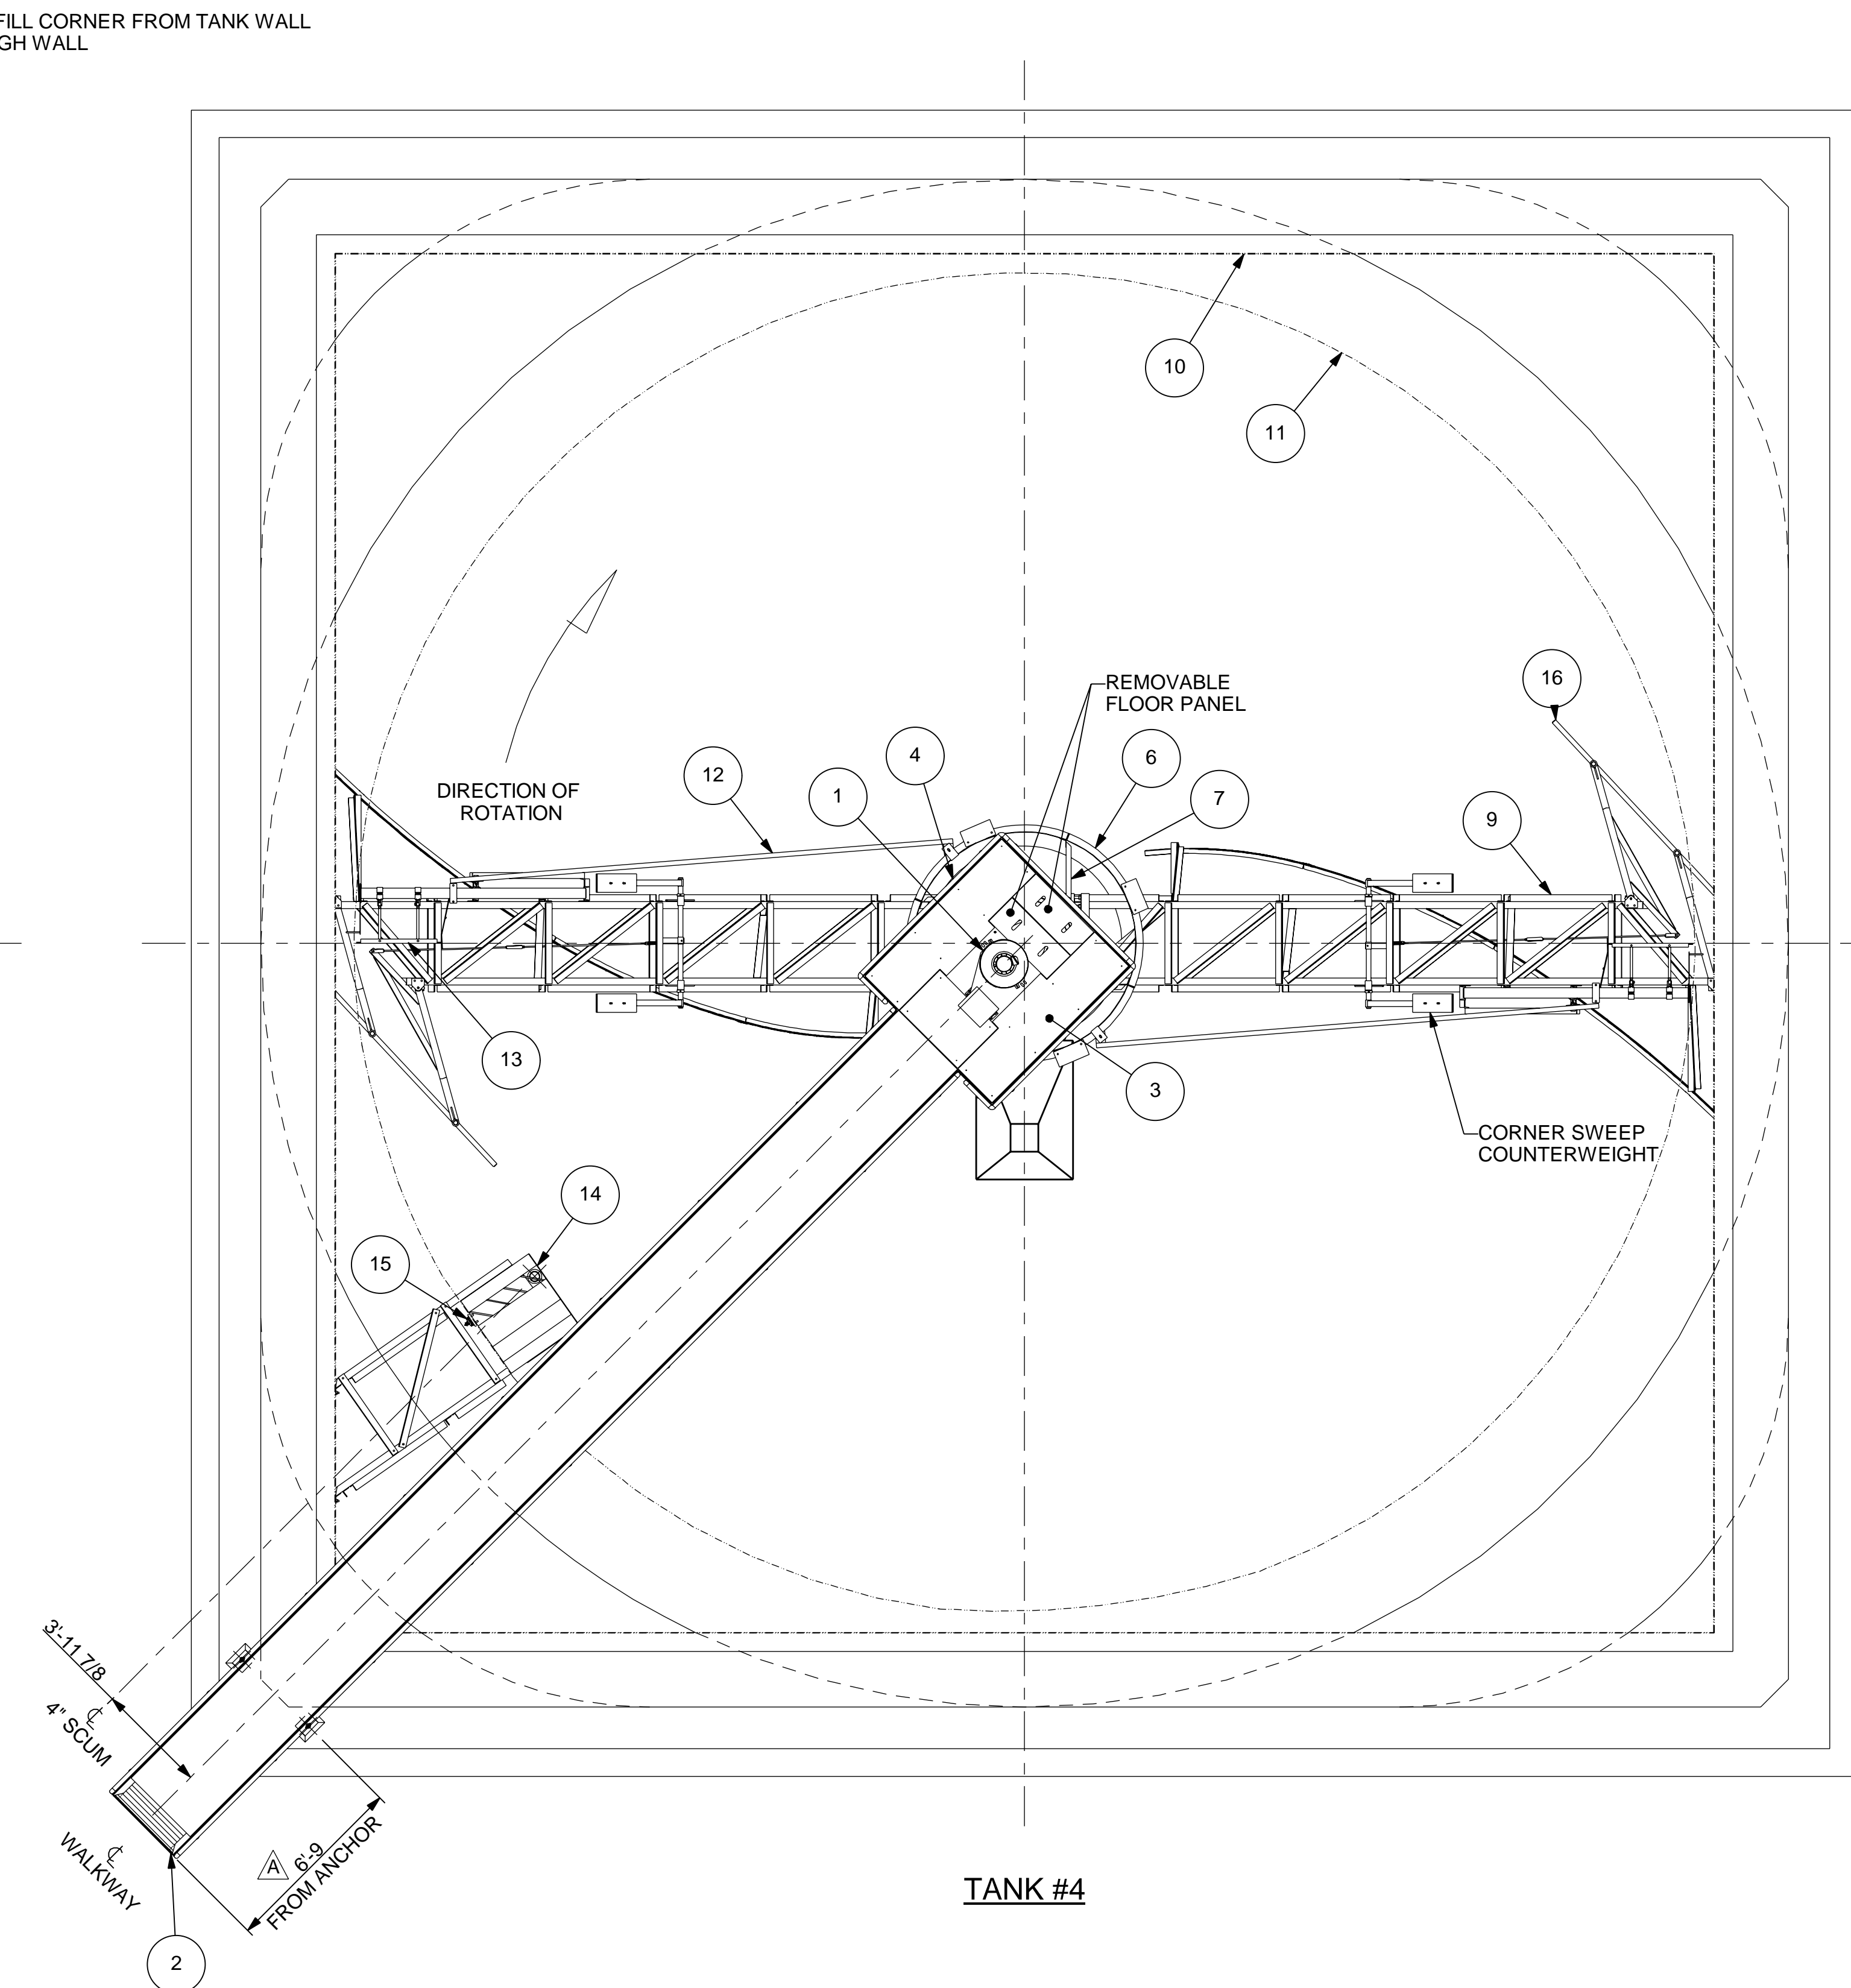 FILL CORNER FROM TANK WALL
GH WALL
10
11
16
REMOVABLE
FLOOR PANEL
4
6
12
1
7
9
DIRECTION OF
ROTATION
13
3
CORNER SWEEP
COUNTERWEIGHT
14
15
3'-11 7/8
℄
4" SCUM
℄
WALKWAY
A
6'-9
FROM ANCHOR
2
TANK #4